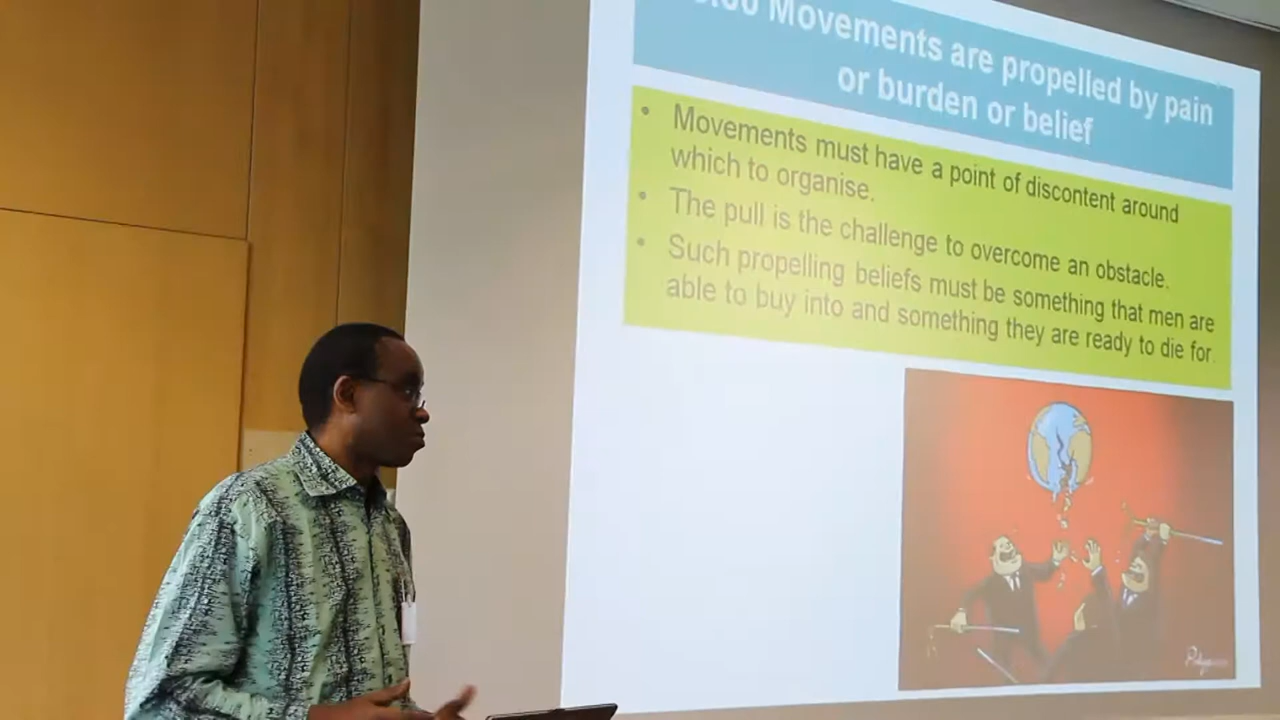 Movements are propelled by pain
or burden or belief
• Movements must have a point of discontent around
which to organise.
• The pull is the challenge to overcome an obstacle.
• Such propelling beliefs must be something that men are
able to buy into and something they are ready to die for.